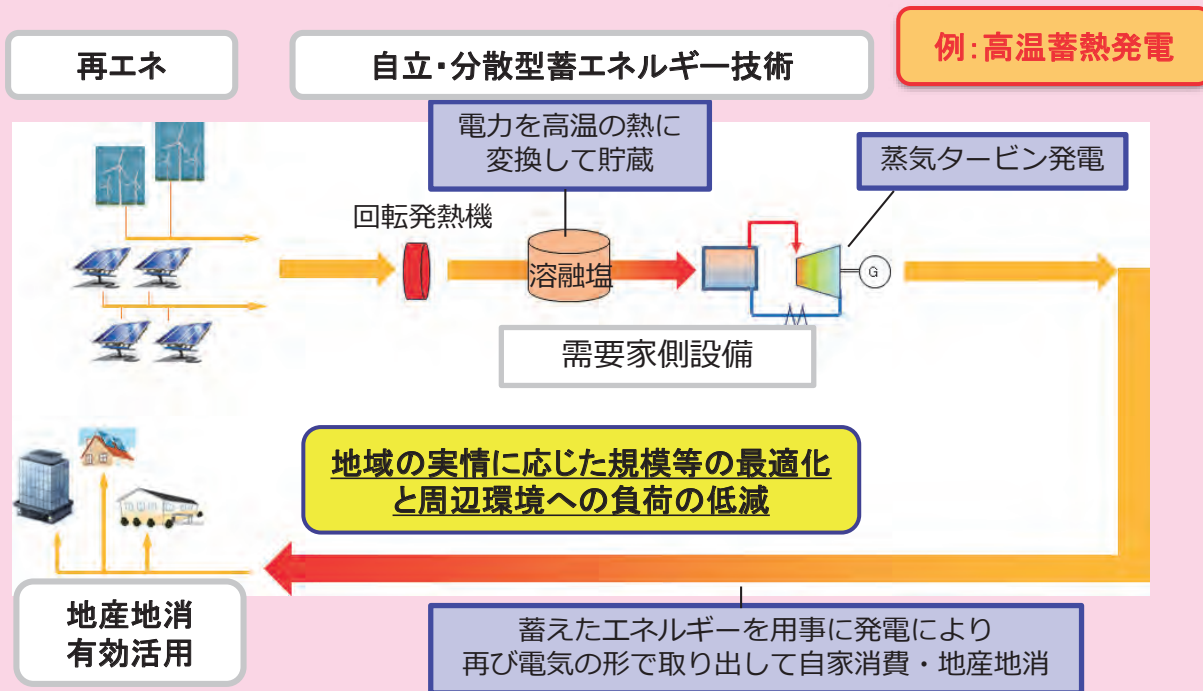 再エネ
自立・分散型蓄エネルギー技術
例:高温蓄熱発電
電力を高温の熱に
変換して貯蔵
蒸気タービン発電
回転発熱機
溶融塩
G
需要家側設備
地域の実情に応じた規模等の最適化
と周辺環境への負荷の低減
地産地消
有効活用
蓄えたエネルギーを用事に発電により
再び電気の形で取り出して自家消費・地産地消